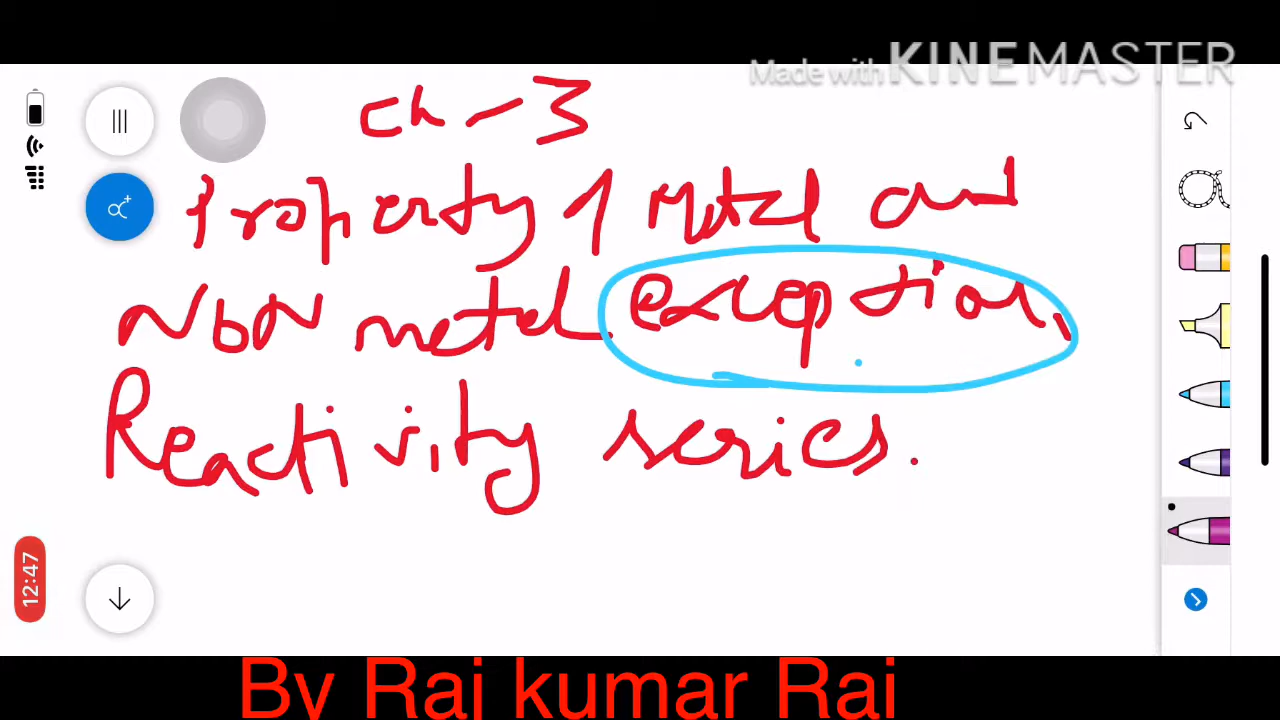 Made with KINEMASTER
Ch - 3
Property of Metal and
NON metal exception,
Reactivity series.
12:47
By Raj kumar Rai